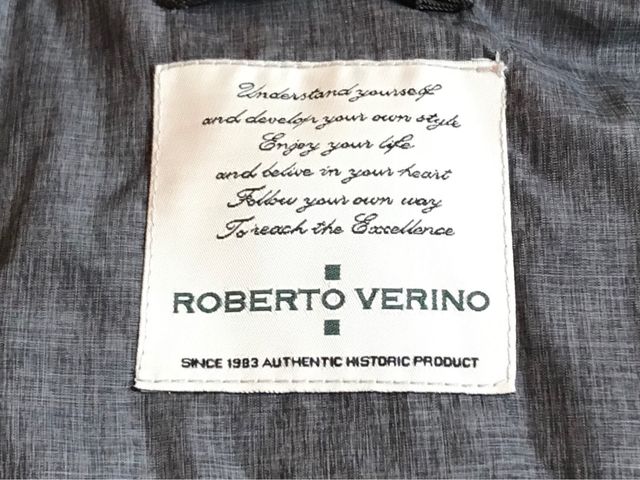 Understand yourself
and develop your own style
Enjoy your life
and belive in your heart
Follow your own way
To reach the Excellence
ROBERTO VERINO
SINCE 1983 AUTHENTIC HISTORIC PRODUCT